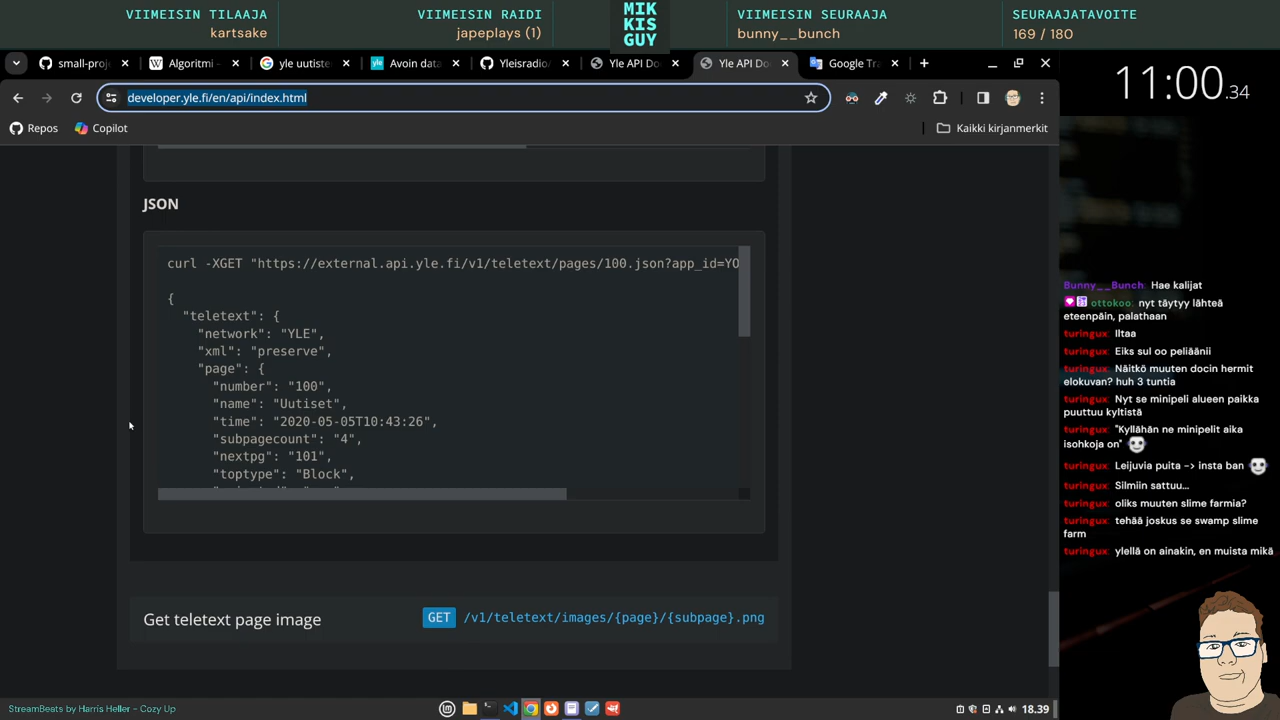 VIIMEISIN TILAAJA
kartsake
VIIMEISIN RAIDI
japeplays (1)
MIK
KIS
GUY
VIIMEISIN SEURAAJA
bunny__bunch
SEURAAJATAVOITE
169 / 180
small-proj
Algoritmi -
yle uutister
Avoin data
Yleisradio/
Yle API Do
Yle API Do
Google Tra
developer.yle.fi/en/api/index.html
11:00.34
Repos
Copilot
Kaikki kirjanmerkit
JSON
curl -XGET "https://external.api.yle.fi/v1/teletext/pages/100.json?app_id=YO
{
"teletext": {
"network": "YLE",
"xml": "preserve",
"page": {
"number": "100",
"name": "Uutiset",
"time": "2020-05-05T10:43:26",
"subpagecount": "4",
"nextpg": "101",
"toptype": "Block",
Get teletext page image
GET /v1/teletext/images/{page}/{subpage}.png
Bunny__Bunch: Hae kalijat
ottokoo: nyt täytyy lähteä
eteenpäin, palathaan
turingux: Iltaa
turingux: Eiks sul oo peliäänii
turingux: Näitkö muuten docin hermit
elokuvan? huh 3 tuntia
turingux: Nyt se minipeli alueen paikka
puuttuu kyltistä
turingux: "Kyllähän ne minipelit aika
isohkoja on"
turingux: Leijuvia puita -> insta ban
turingux: Silmiin sattuu...
turingux: oliks muuten slime farmia?
turingux: tehää joskus se swamp slime
farm
turingux: ylellä on ainakin, en muista mikä
StreamBeats by Harris Heller - Cozy Up
18.39